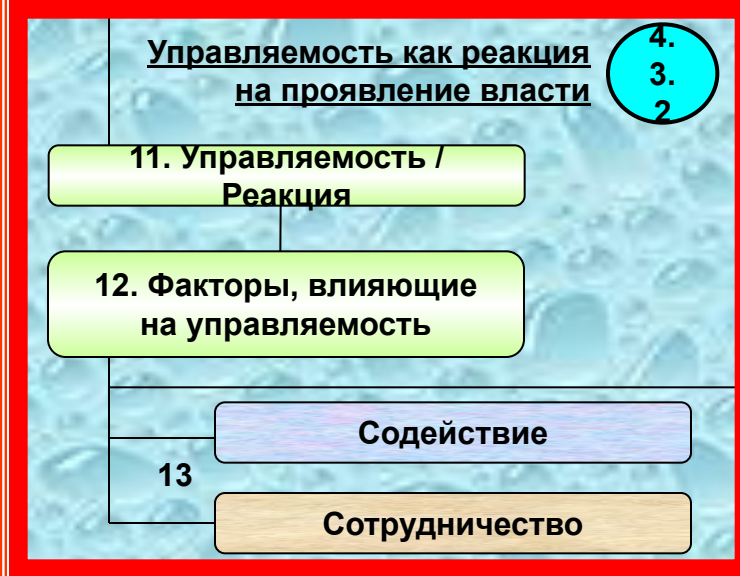 Управляемость как реакция
на проявление власти
4.
3.
2
11. Управляемость /
Реакция
12. Факторы, влияющие
на управляемость
Содействие
13
Сотрудничество